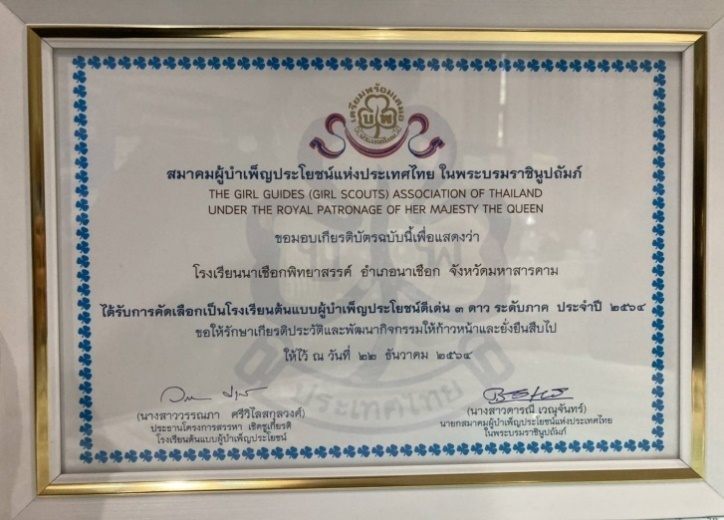 เตรียมพร้อมเสมอ
บ พ
สมาคมผู้บำเพ็ญประโยชน์แห่งประเทศไทย ในพระบรมราชินูปถัมภ์
THE GIRL GUIDES (GIRL SCOUTS) ASSOCIATION OF THAILAND
UNDER THE ROYAL PATRONAGE OF HER MAJESTY THE QUEEN
ขอมอบเกียรติบัตรฉบับนี้เพื่อแสดงว่า
โรงเรียนนาเชือกพิทยาสรรค์ อำเภอนาเชือก จังหวัดมหาสารคาม
ได้รับการคัดเลือกเป็นโรงเรียนต้นแบบผู้บำเพ็ญประโยชน์ดีเด่น ๓ ดาว ระดับภาค ประจำปี ๒๕๖๔
ขอให้รักษาเกียรติประวัติและพัฒนากิจกรรมให้ก้าวหน้าและยั่งยืนสืบไป
ให้ไว้ ณ วันที่ ๒๒ ธันวาคม ๒๕๖๔
ประเทศไทย
(นางสาววรรณภา ศรีวิไลสกุลวงศ์)
ประธานโครงการสรรหา เชิดชูเกียรติ
โรงเรียนต้นแบบผู้บำเพ็ญประโยชน์
(นางสาวดารณี เวณุจันทร์)
นายกสมาคมผู้บำเพ็ญประโยชน์แห่งประเทศไทย
ในพระบรมราชินูปถัมภ์